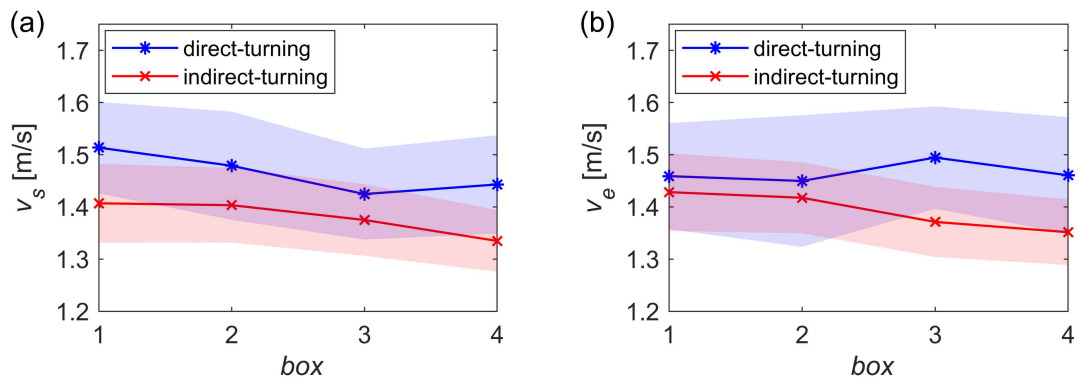 (a)
1.7
1.6
1.5
1.4
1.3
1.2
v_s [m/s]
direct-turning
indirect-turning
1 2 3 4
box
(b)
1.7
1.6
1.5
1.4
1.3
1.2
v_e [m/s]
direct-turning
indirect-turning
1 2 3 4
box